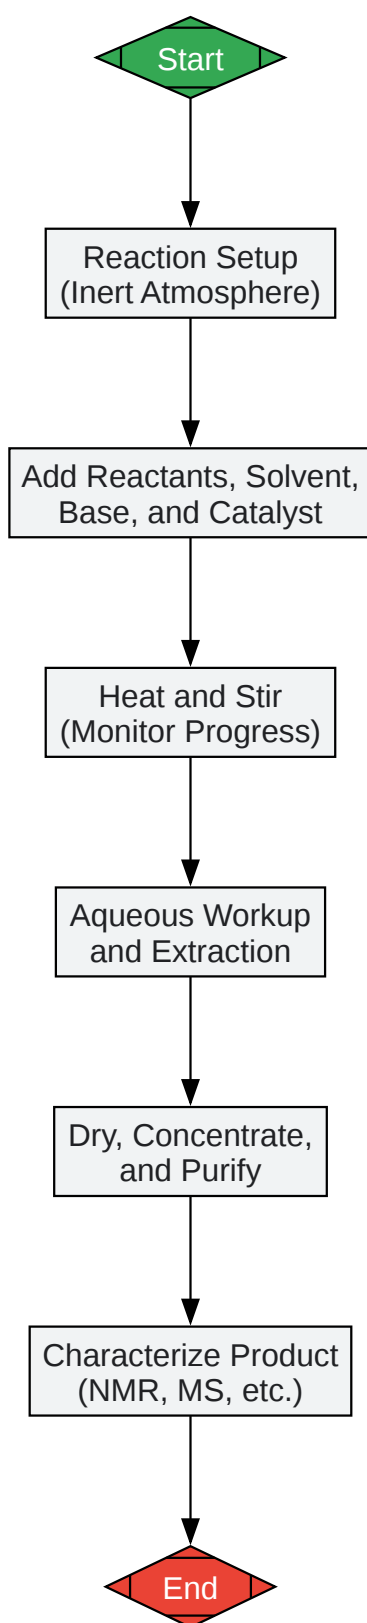 Start
Reaction Setup
(Inert Atmosphere)
Add Reactants, Solvent,
Base, and Catalyst
Heat and Stir
(Monitor Progress)
Aqueous Workup
and Extraction
Dry, Concentrate,
and Purify
Characterize Product
(NMR, MS, etc.)
End